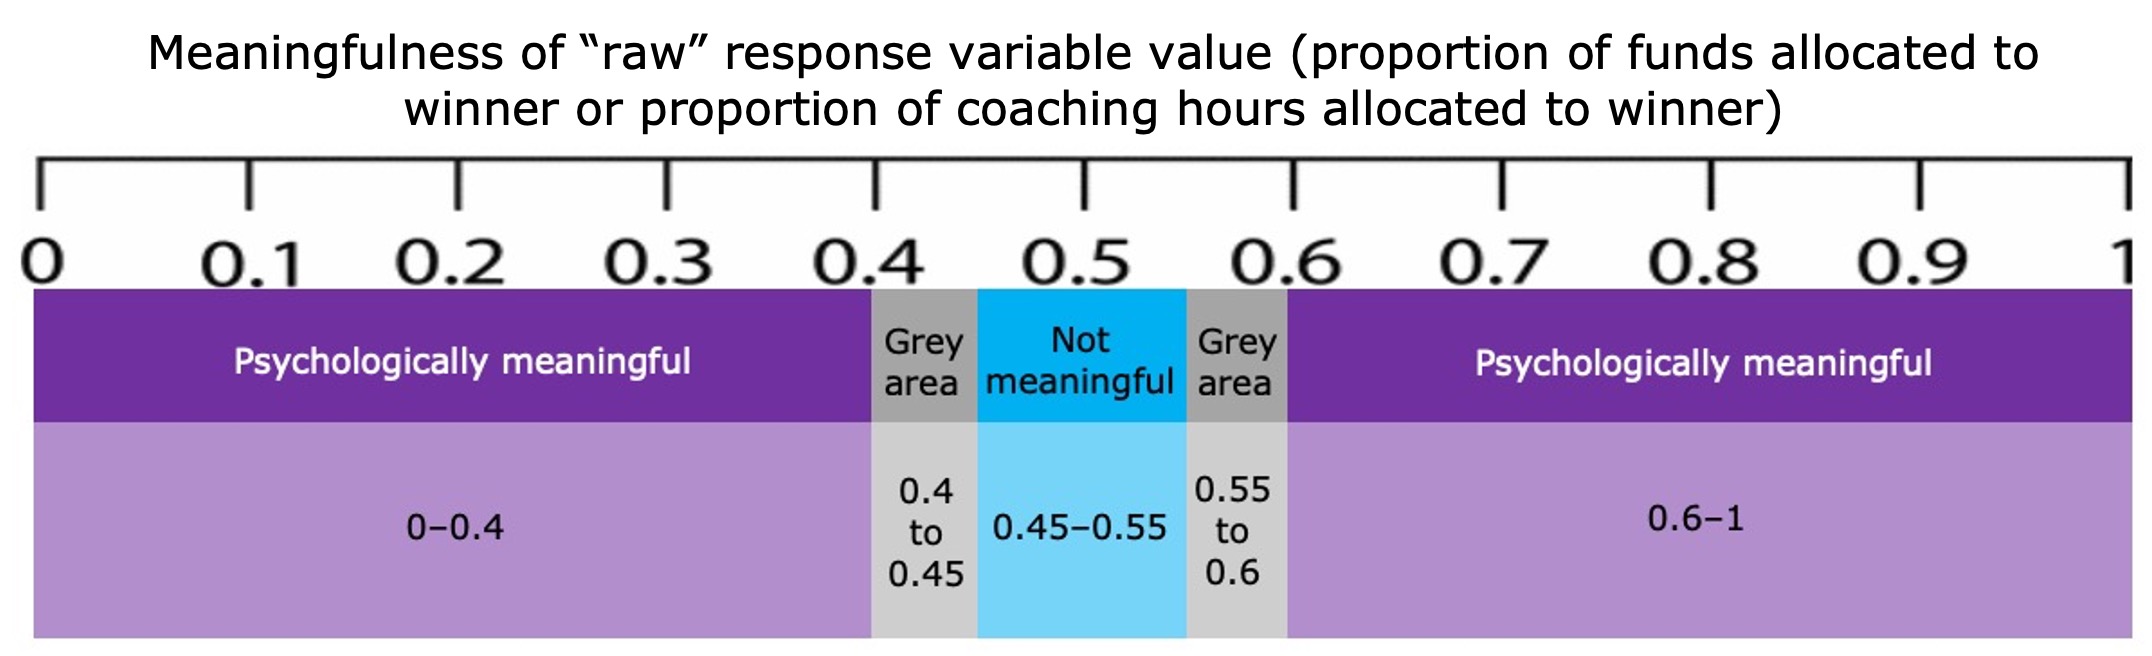 Meaningfulness of “raw” response variable value (proportion of funds allocated to
winner or proportion of coaching hours allocated to winner)
0 0.1 0.2 0.3 0.4 0.5 0.6 0.7 0.8 0.9 1
Psychologically meaningful
Grey
area
Not
meaningful
Grey
area
Psychologically meaningful
0–0.4
0.4
to
0.45
0.45–0.55
0.55
to
0.6
0.6–1